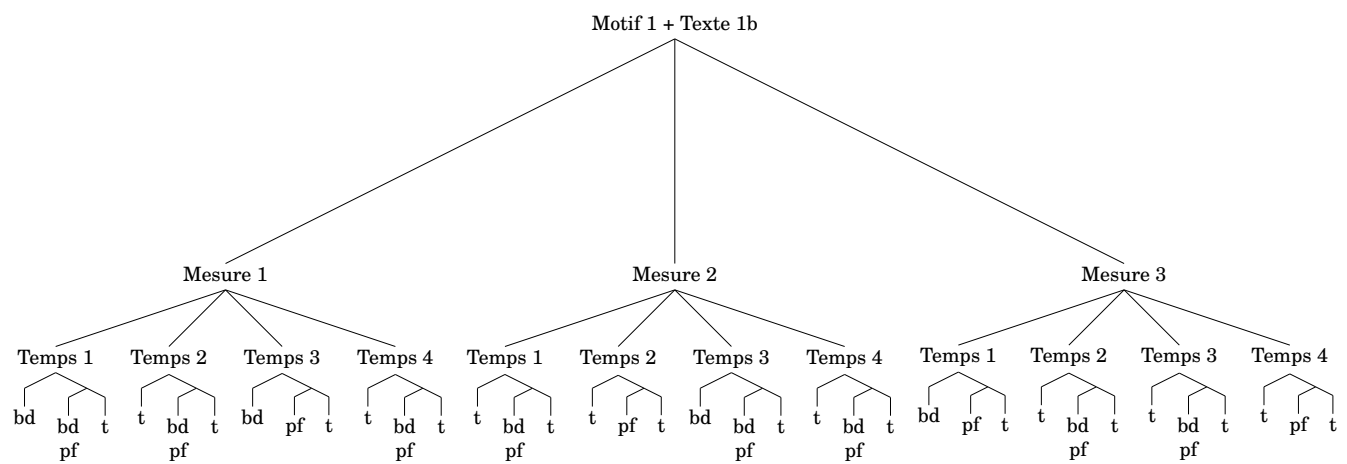 Motif 1 + Texte 1b
Mesure 1 Mesure 2 Mesure 3
Temps 1 Temps 2 Temps 3 Temps 4 Temps 1 Temps 2 Temps 3 Temps 4 Temps 1 Temps 2 Temps 3 Temps 4
bd bd t t bd t bd pf t t bd t t bd t t pf t bd bd t t bd t bd pf t t bd t t bd t t pf t
pf pf pf pf pf pf pf pf